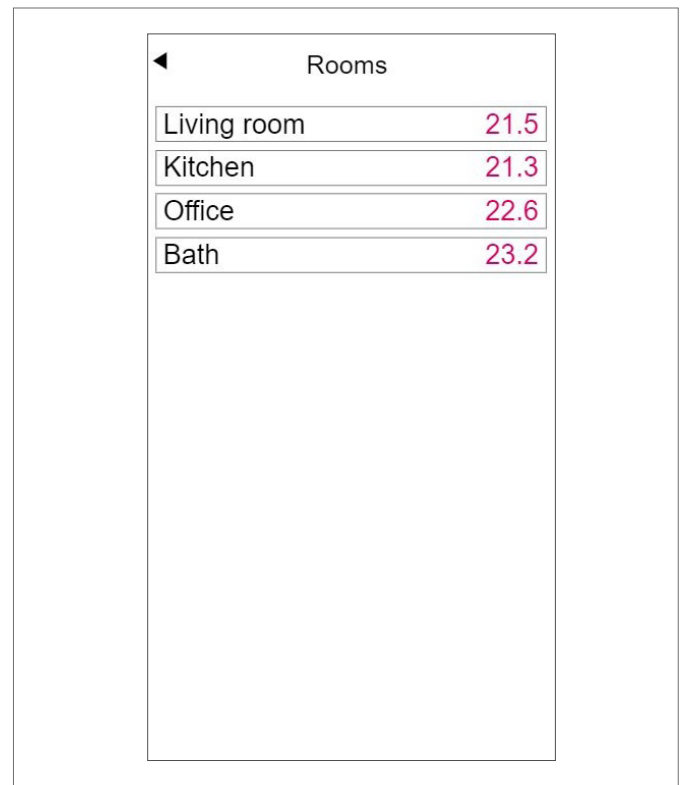 Rooms
Living room 21.5
Kitchen 21.3
Office 22.6
Bath 23.2